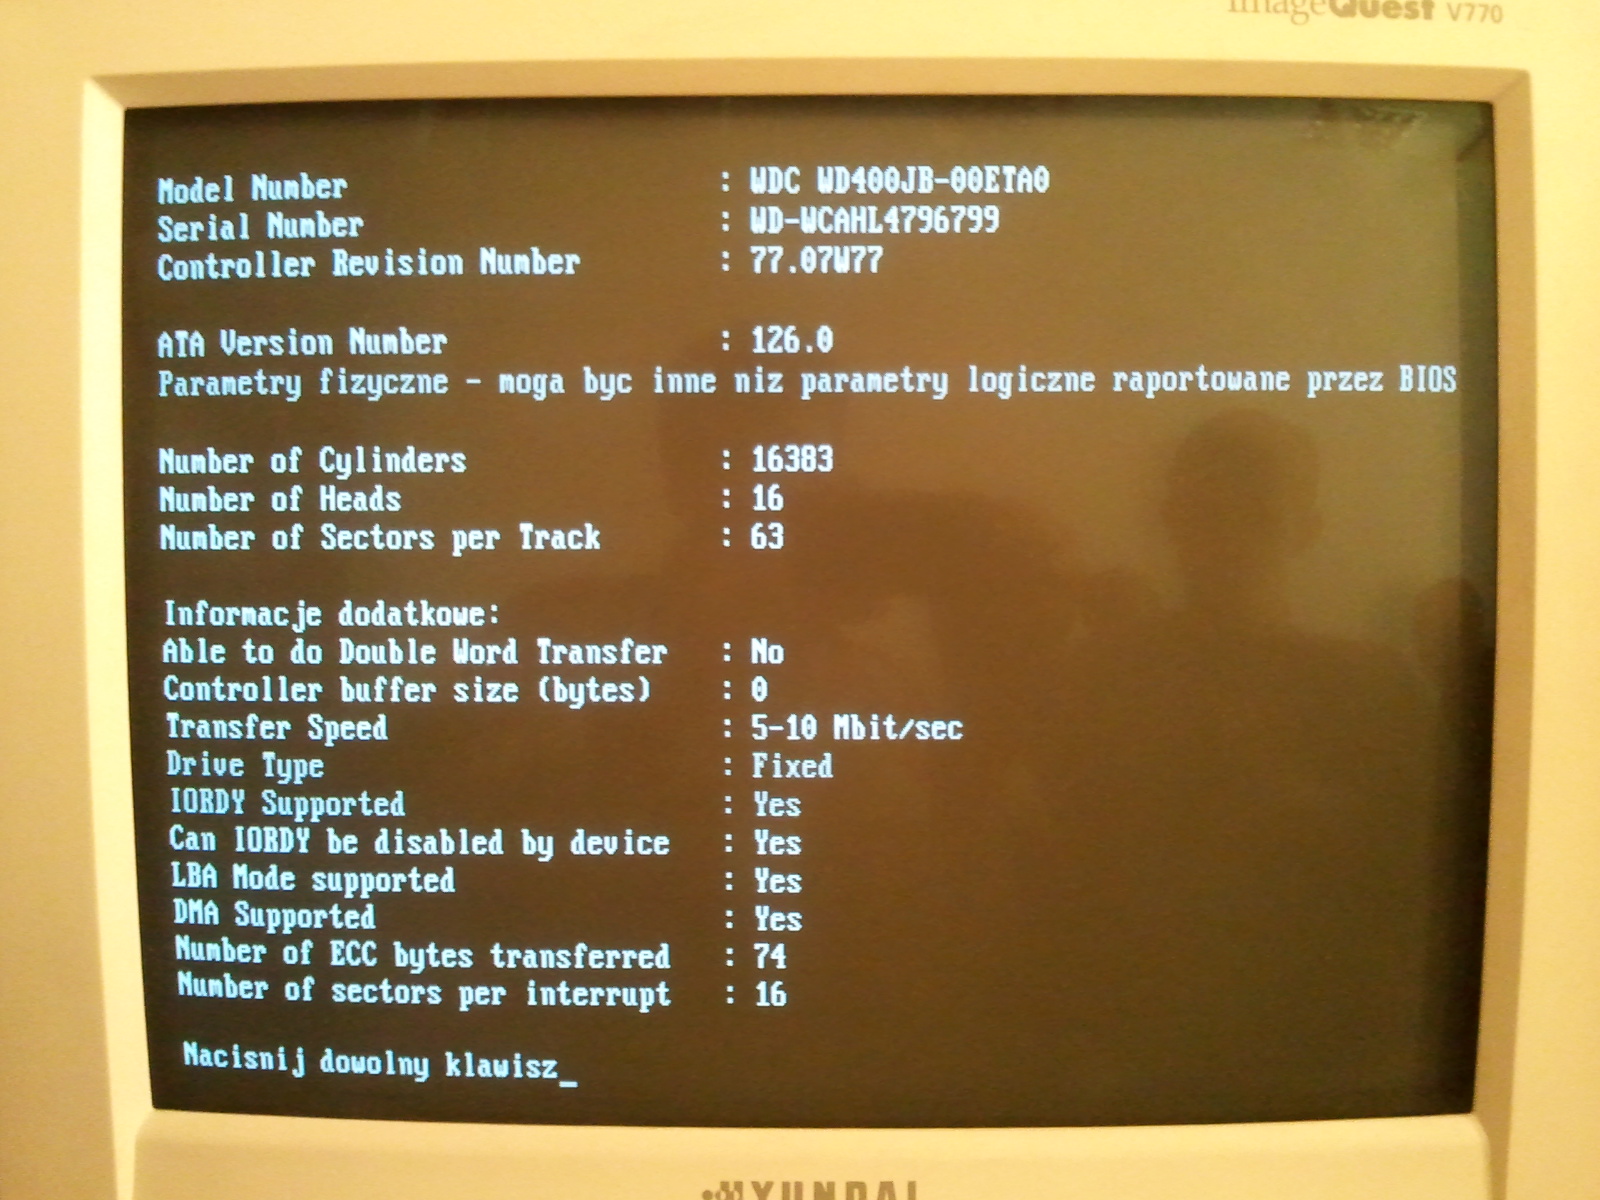 ImageQuest V770
Model Number : WDC WD400JB-00ETA0
Serial Number : WD-WCAHL4796799
Controller Revision Number : 77.07W77
ATA Version Number : 126.0
Parametry fizyczne - moga byc inne niz parametry logiczne raportowane przez BIOS
Number of Cylinders : 16383
Number of Heads : 16
Number of Sectors per Track : 63
Informacje dodatkowe:
Able to do Double Word Transfer : No
Controller buffer size (bytes) : 0
Transfer Speed : 5-10 Mbit/sec
Drive Type : Fixed
IORDY Supported : Yes
Can IORDY be disabled by device : Yes
LBA Mode supported : Yes
DMA Supported : Yes
Number of ECC bytes transferred : 74
Number of sectors per interrupt : 16
Nacisnij dowolny klawisz_
HYUNDAI